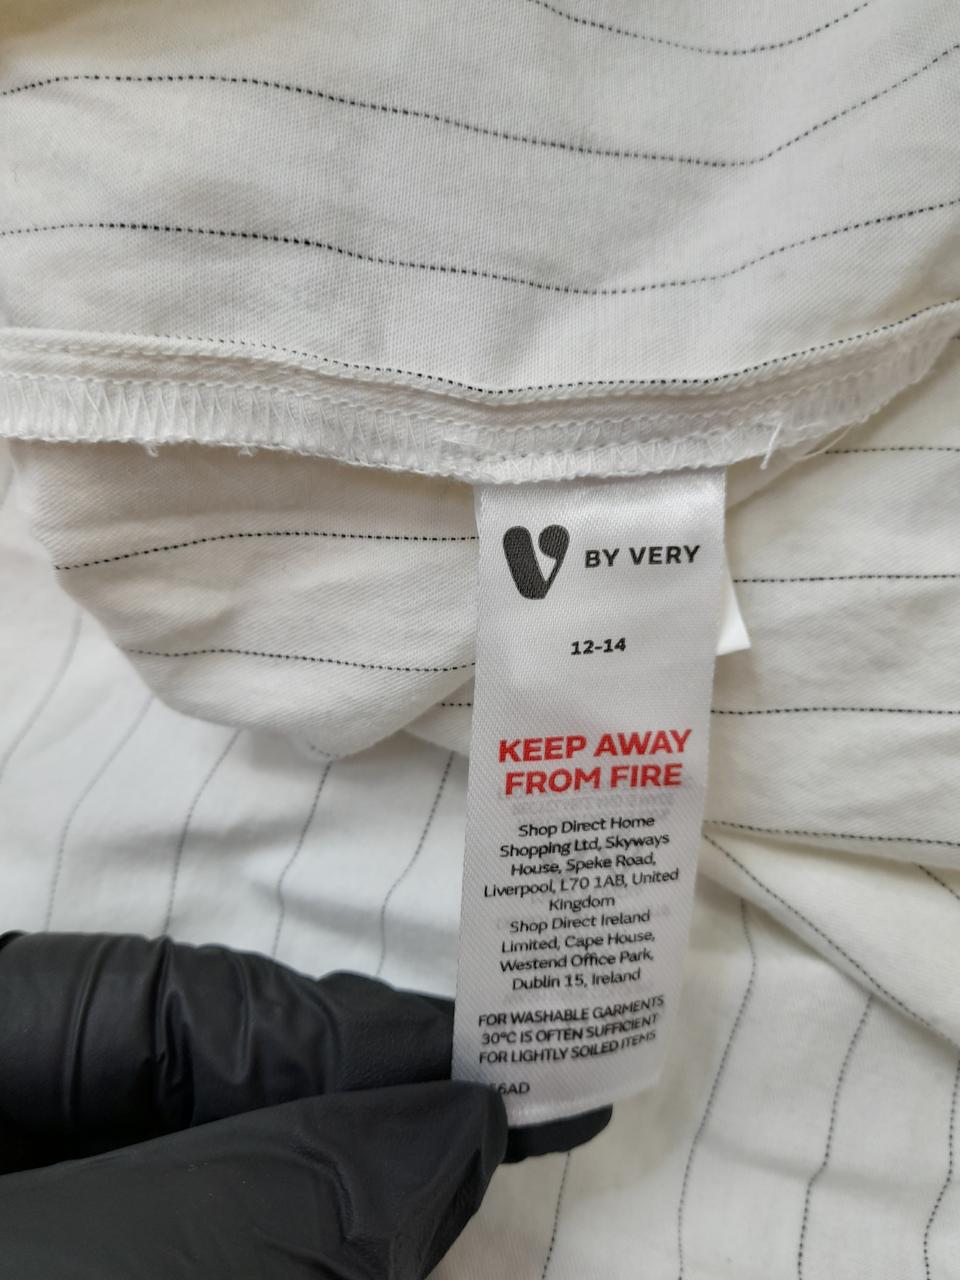 V BY VERY
12-14
KEEP AWAY
FROM FIRE
Shop Direct Home
Shopping Ltd, Skyways
House, Speke Road,
Liverpool, L70 1AB, United
Kingdom
Shop Direct Ireland
Limited, Cape House,
Westend Office Park,
Dublin 15, Ireland
FOR WASHABLE GARMENTS
30°C IS OFTEN SUFFICIENT
FOR LIGHTLY SOILED ITEMS